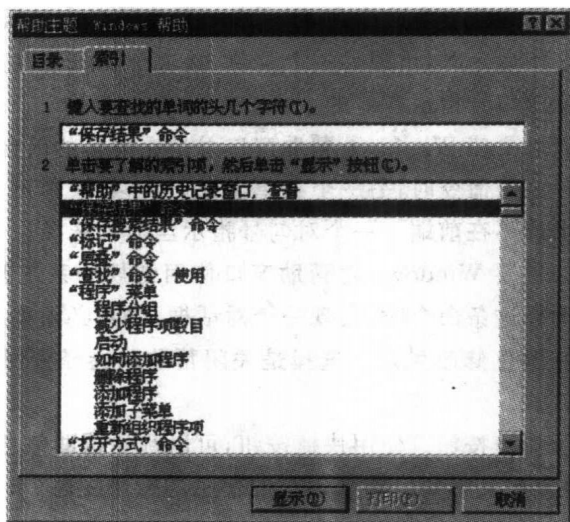 帮助主题 Windows 帮助
目录 索引
1 键入要查找的单词的头几个字符(T)。
“保存结果”命令
2 单击要了解的索引项，然后单击“显示”按钮(C)。
“帮助”中的历史记录窗口，查看
“保存搜索结果”命令
“标记”命令
“层叠”命令
“查找”命令，使用
“程序”菜单
程序分组
减少程序项数目
启动
如何添加程序
删除程序
添加程序
添加子菜单
重新组织程序项
“打开方式”命令
显示(D) 打印(P)... 取消